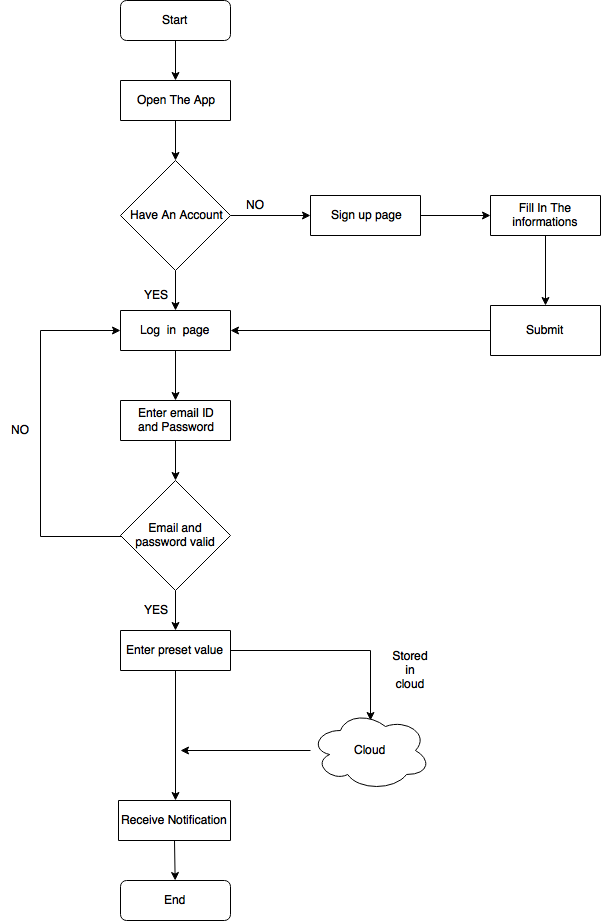 Start
Open The App
Have An Account
NO
Sign up page
Fill In The
informations
YES
Log in page
Submit
Enter email ID
and Password
NO
Email and
password valid
YES
Enter preset value
Stored
in
cloud
Cloud
Receive Notification
End